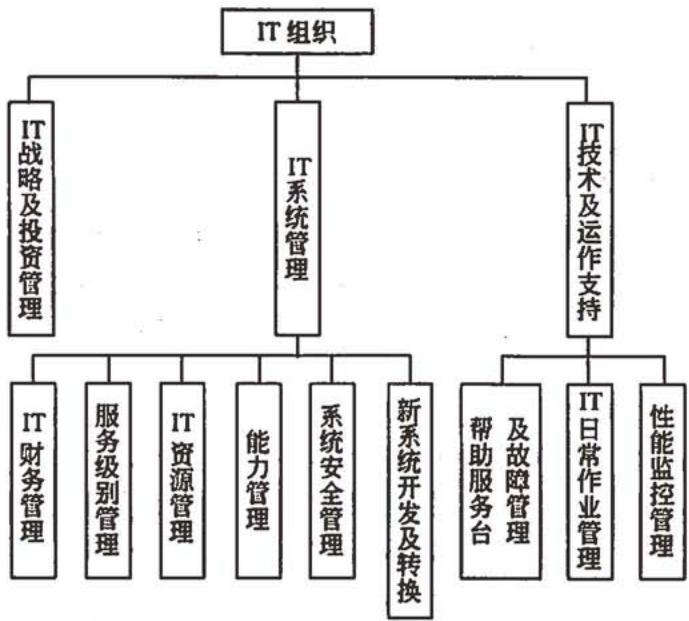 IT 组织
IT战略及投资管理
IT系统管理
IT技术及运作支持
IT财务管理
服务级别管理
IT资源管理
能力管理
系统安全管理
新系统开发及转换
帮助服务台
及故障管理
IT日常作业管理
性能监控管理